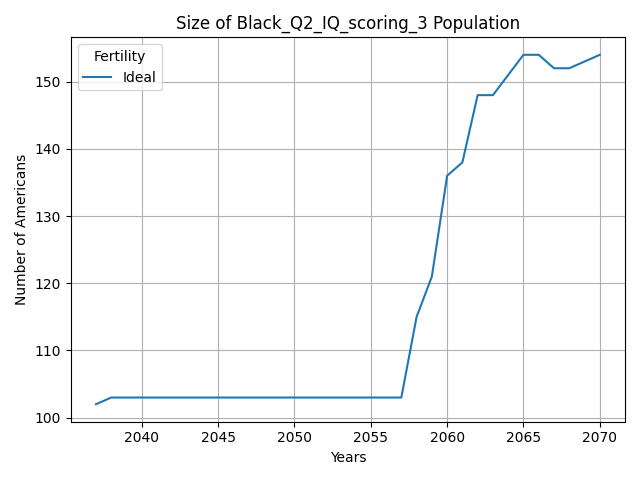 Size of Black_Q2_IQ_scoring_3 Population
Fertility
Ideal
Number of Americans
150
140
130
120
110
100
2040 2045 2050 2055 2060 2065 2070
Years